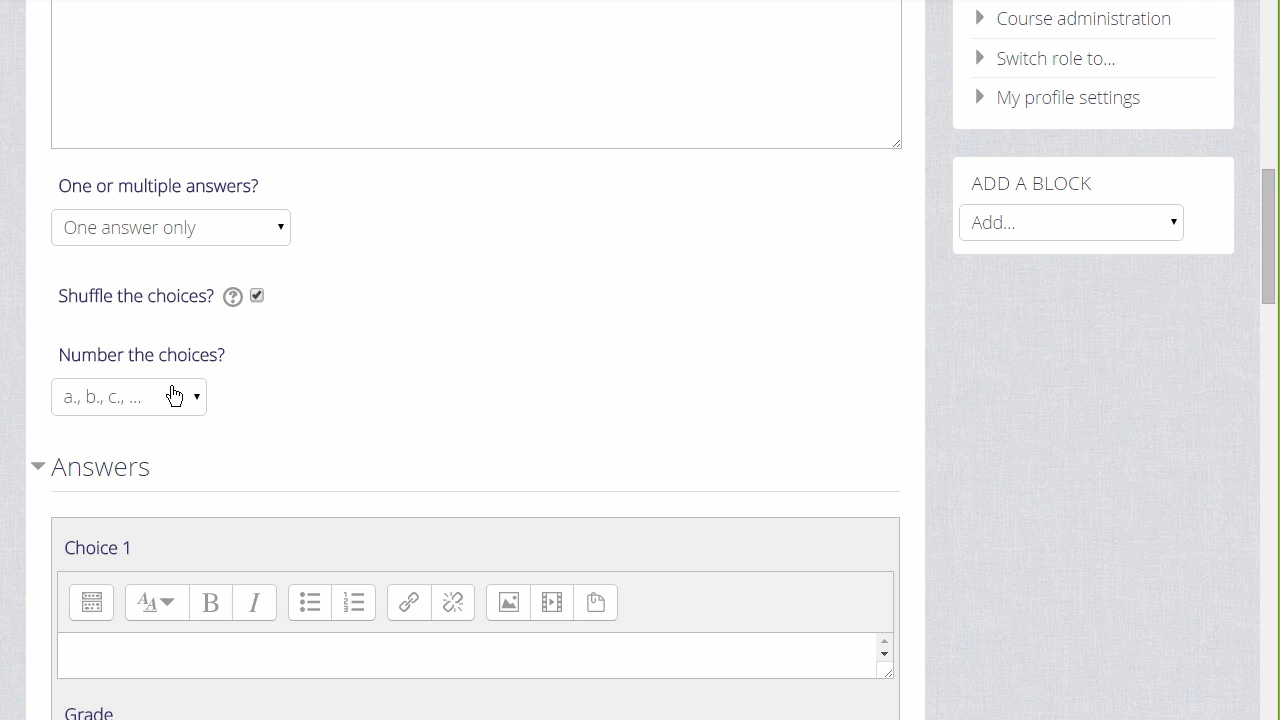 Course administration
Switch role to...
My profile settings
One or multiple answers?
ADD A BLOCK
One answer only
Add...
Shuffle the choices?
Number the choices?
a., b., c., ...
Answers
Choice 1
Grade